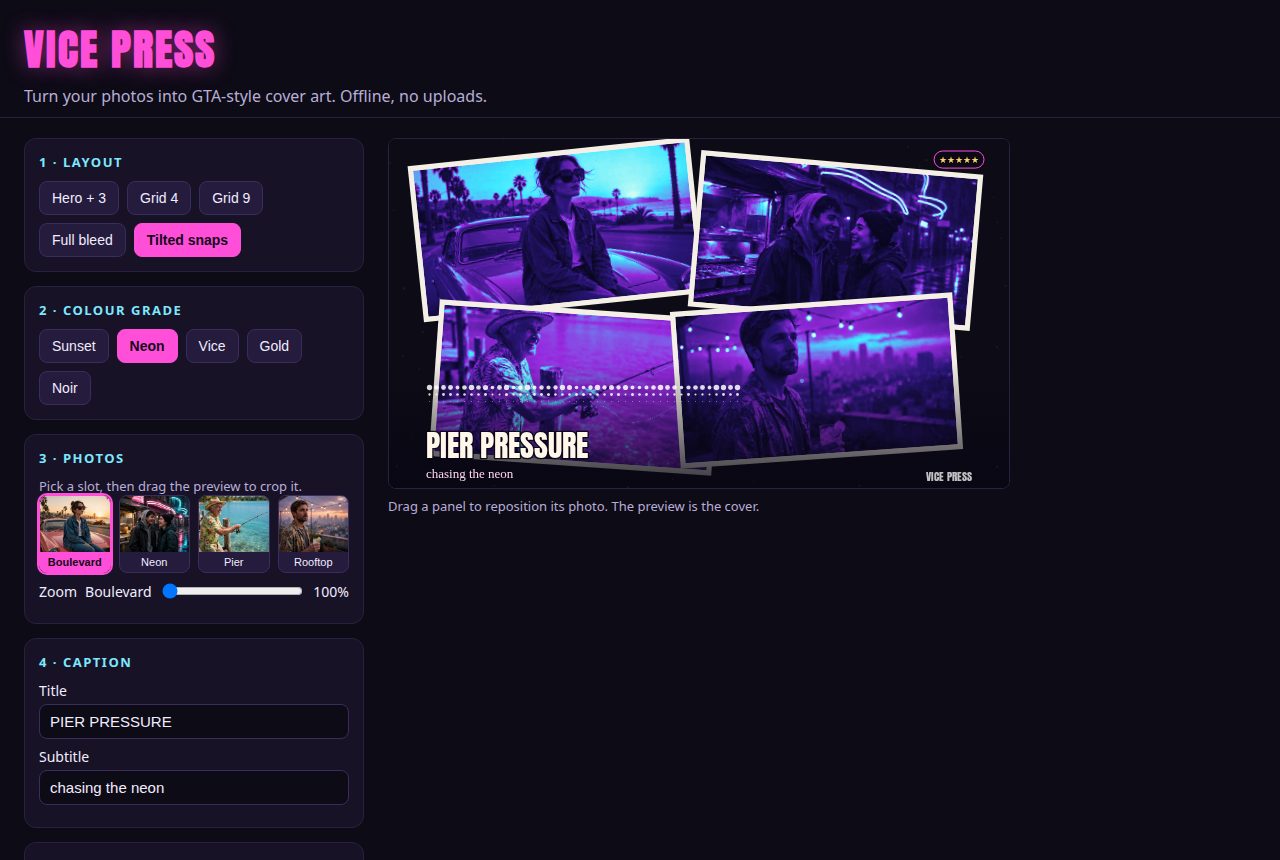 VICE PRESS
Turn your photos into GTA-style cover art. Offline, no uploads.
1 · LAYOUT
Hero + 3
Grid 4
Grid 9
Full bleed
Tilted snaps
2 · COLOUR GRADE
Sunset
Neon
Vice
Gold
Noir
3 · PHOTOS
Pick a slot, then drag the preview to crop it.
Boulevard
Neon
Pier
Rooftop
Zoom Boulevard 100%
4 · CAPTION
Title
PIER PRESSURE
Subtitle
chasing the neon
★★★★★
PIER PRESSURE
chasing the neon
VICE PRESS
Drag a panel to reposition its photo. The preview is the cover.